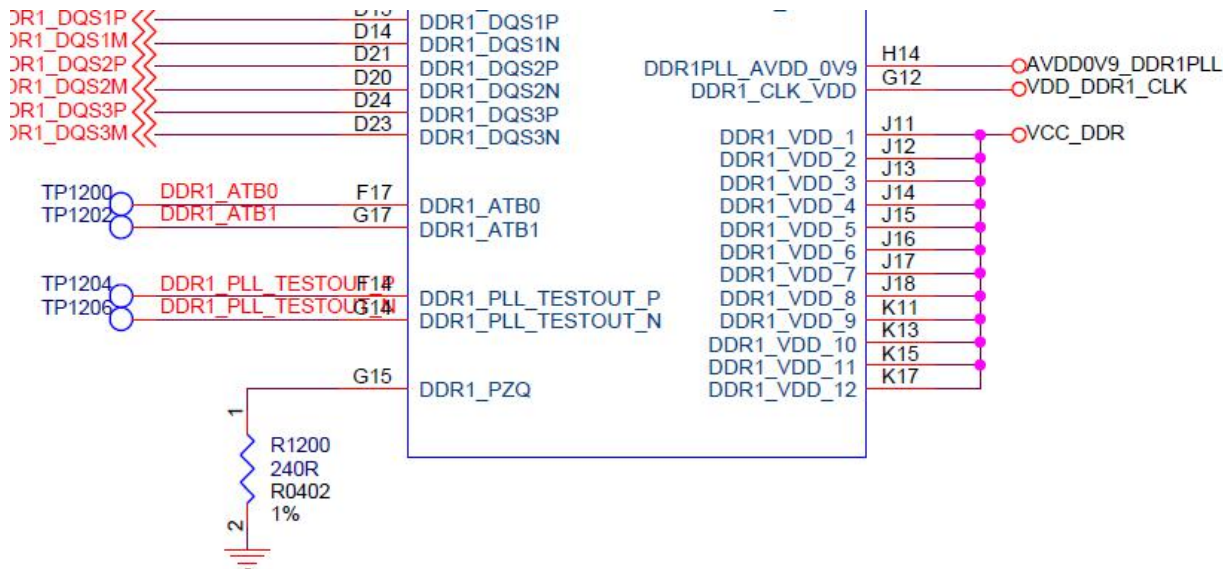 DR1_DQS1P
DR1_DQS1M
DR1_DQS2P
DR1_DQS2M
DR1_DQS3P
DR1_DQS3M
D14
D21
D20
D24
D23
DDR1_DQS1P
DDR1_DQS1N
DDR1_DQS2P
DDR1_DQS2N
DDR1_DQS3P
DDR1_DQS3N
TP1200 DDR1_ATB0 F17 DDR1_ATB0
TP1202 DDR1_ATB1 G17 DDR1_ATB1
TP1204 DDR1_PLL_TESTOUT_P F14 DDR1_PLL_TESTOUT_P
TP1206 DDR1_PLL_TESTOUT_N G14 DDR1_PLL_TESTOUT_N
G15 DDR1_PZQ
1
R1200
240R
R0402
1%
2
DDR1PLL_AVDD_0V9 H14 AVDD0V9_DDR1PLL
DDR1_CLK_VDD G12 VDD_DDR1_CLK
DDR1_VDD_1 J11 VCC_DDR
DDR1_VDD_2 J12
DDR1_VDD_3 J13
DDR1_VDD_4 J14
DDR1_VDD_5 J15
DDR1_VDD_6 J16
DDR1_VDD_7 J17
DDR1_VDD_8 J18
DDR1_VDD_9 K11
DDR1_VDD_10 K13
DDR1_VDD_11 K15
DDR1_VDD_12 K17